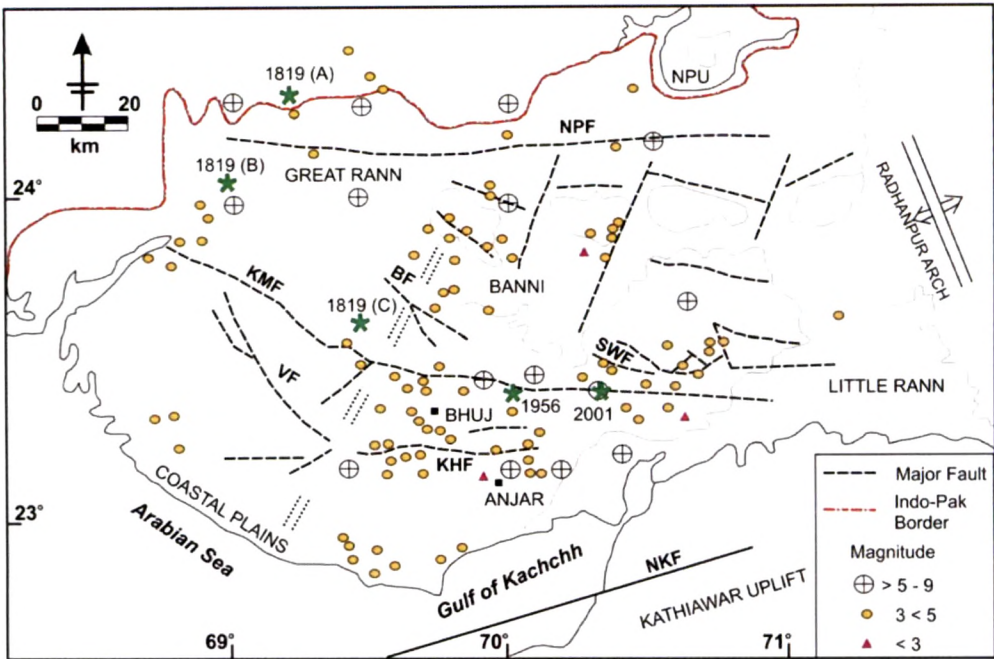 1819 (A)
NPU
0 20
km
NPF
1819 (B)
GREAT RANN
24°
RADHANPUR ARCH
KMF
BF
BANNI
1819 (C)
SWF
VF
LITTLE RANN
BHUJ
1956
2001
KHF
ANJAR
COASTAL PLAINS
Arabian Sea
23°
Gulf of Kachchh
NKF
KATHIAWAR UPLIFT
69°
70°
71°
Major Fault
Indo-Pak
Border
Magnitude
> 5 - 9
3 < 5
< 3